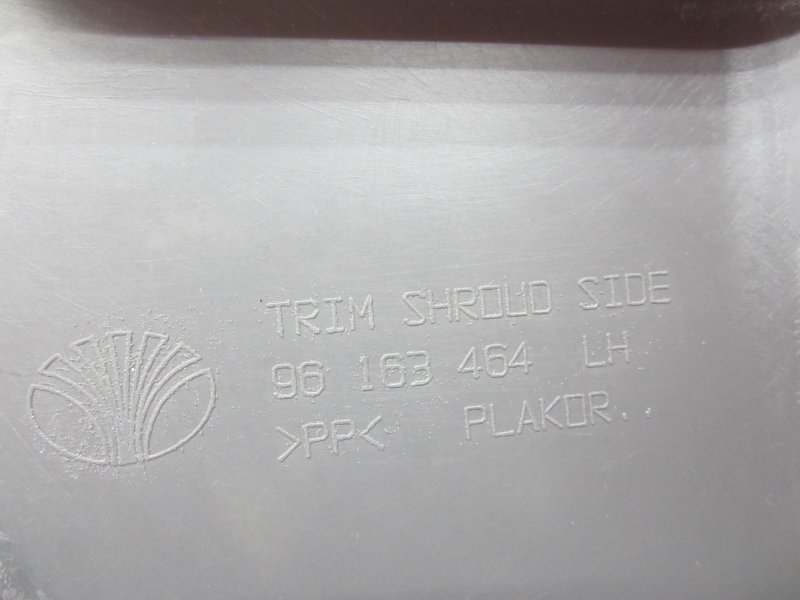 TRIM SHROUD SIDE
96 163 464 LH
>PP< PLAKOR.